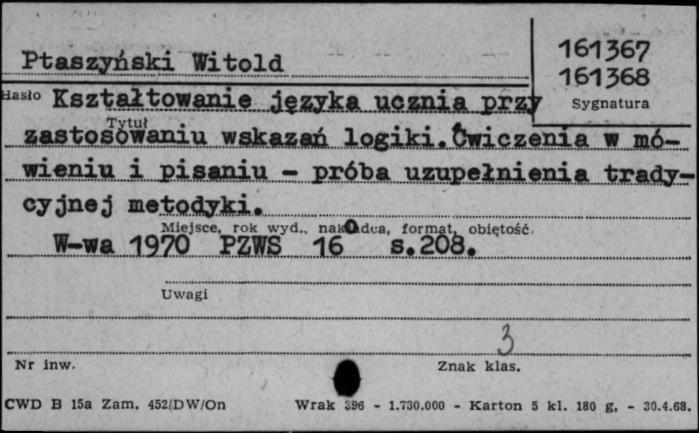 Ptaszyński Witold
161367
161368
Hasło
Sygnatura
Kształtowanie języka ucznia przy
Tytuł
zastosowaniu wskazań logiki. Ćwiczenia w mó-
wieniu i pisaniu – próba uzupełnienia trady-
cyjnej metodyki.
Miejsce, rok wyd., nakładca, format, objętość
W-wa 1970 PZWS 16 s.208.
Uwagi
3
Nr inw.
Znak klas.
CWD B 15a Zam. 452/DW/On Wrak 396 - 1.730.000 - Karton 5 kl. 180 g. - 30.4.68.